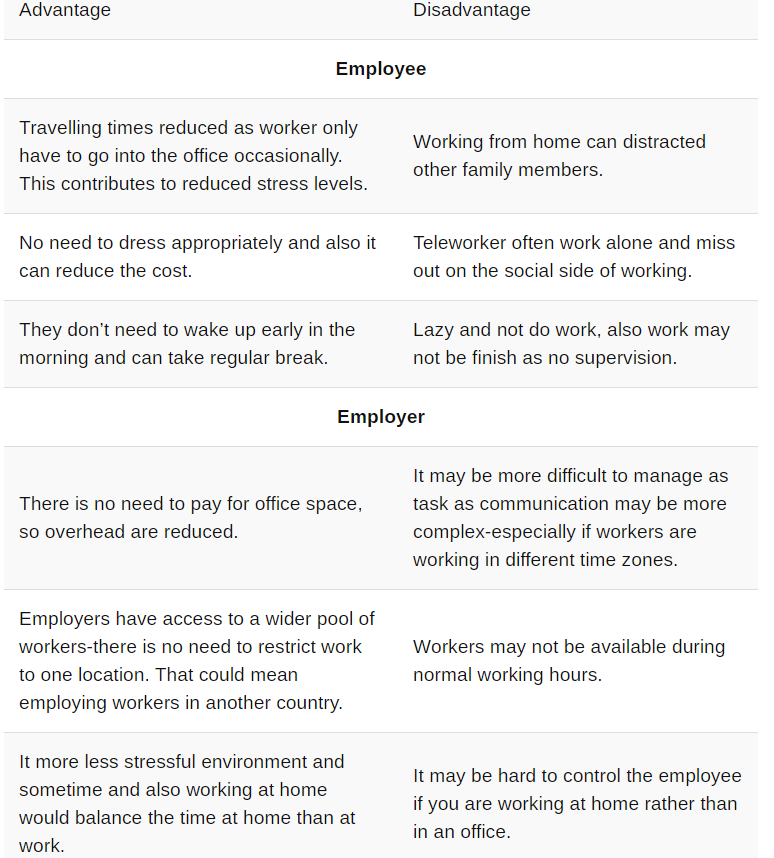 Advantage
Disadvantage
Employee
Travelling times reduced as worker only
have to go into the office occasionally.
This contributes to reduced stress levels.
Working from home can distracted
other family members.
No need to dress appropriately and also it
can reduce the cost.
Teleworker often work alone and miss
out on the social side of working.
They don’t need to wake up early in the
morning and can take regular break.
Lazy and not do work, also work may
not be finish as no supervision.
Employer
There is no need to pay for office space,
so overhead are reduced.
It may be more difficult to manage as
task as communication may be more
complex-especially if workers are
working in different time zones.
Employers have access to a wider pool of
workers-there is no need to restrict work
to one location. That could mean
employing workers in another country.
Workers may not be available during
normal working hours.
It more less stressful environment and
sometime and also working at home
would balance the time at home than at
work.
It may be hard to control the employee
if you are working at home rather than
in an office.